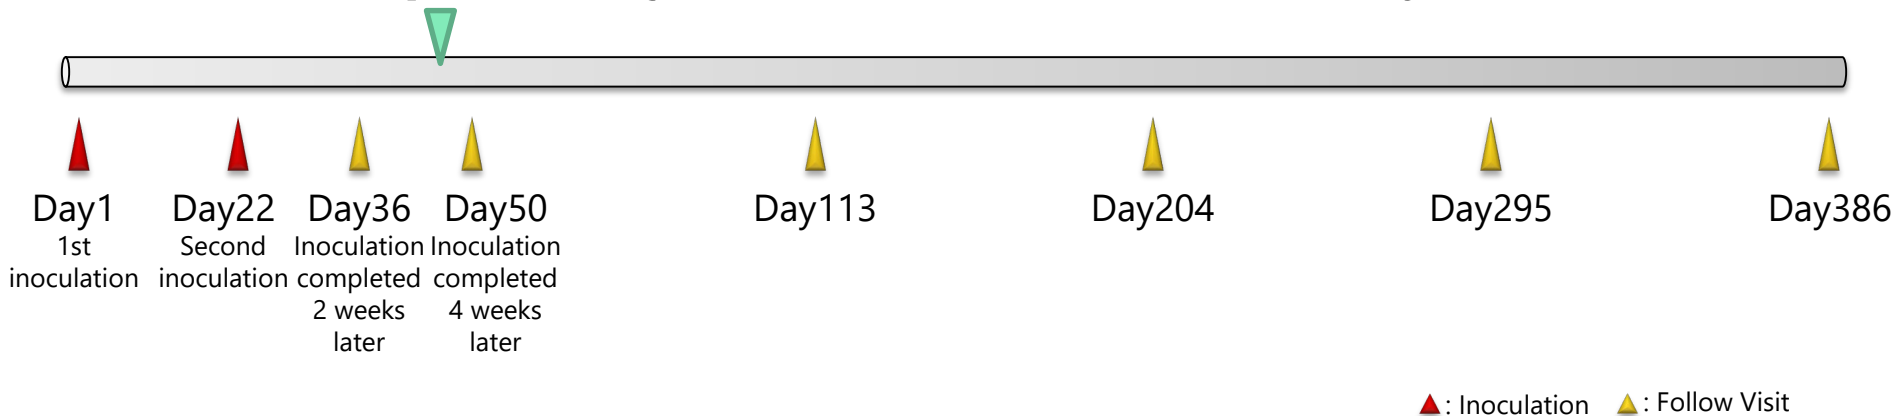 Day1
1st
inoculation
Day22
Second
inoculation
Day36
Inoculation
completed
2 weeks
later
Day50
Inoculation
completed
4 weeks
later
Day113
Day204
Day295
Day386
: Inoculation
: Follow Visit